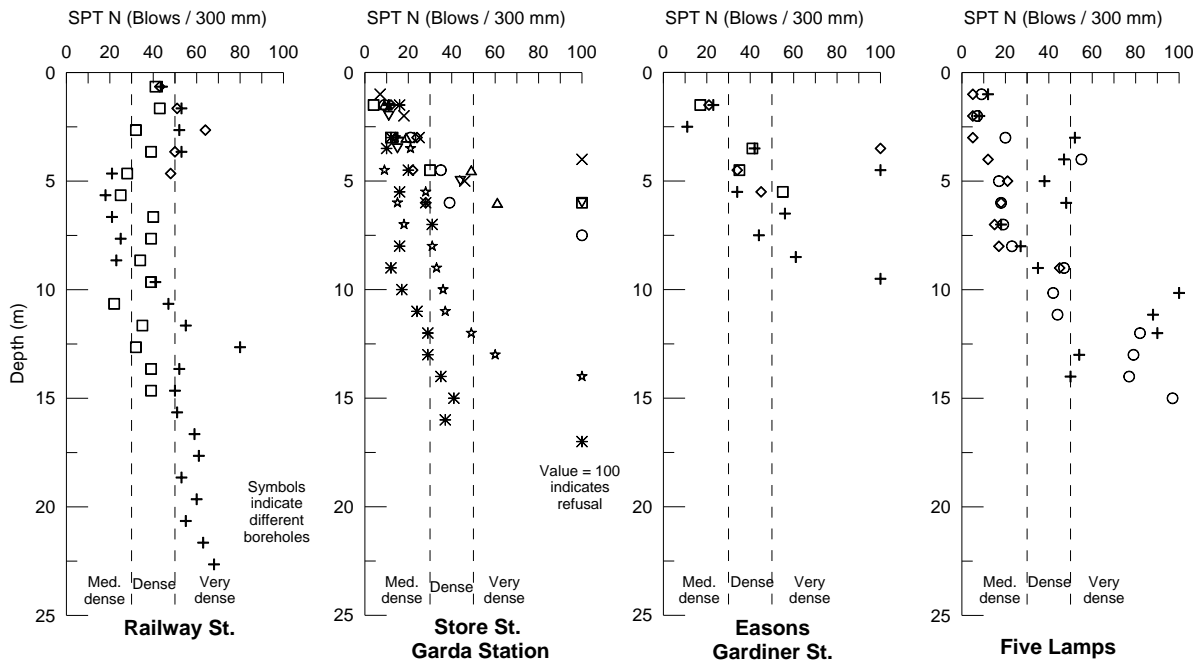 SPT N (Blows / 300 mm) SPT N (Blows / 300 mm) SPT N (Blows / 300 mm) SPT N (Blows / 300 mm)
0 20 40 60 80 100 0 20 40 60 80 100 0 20 40 60 80 100 0 20 40 60 80 100
0 0 0 0
5 5 5 5
10 10 10 10
Depth (m)
15 15 15 15
20 20 20 20
25 25 25 25
Symbols
indicate
different
boreholes
Med.
dense
Dense
Very
dense
Railway St.
Value = 100
indicates
refusal
Med.
dense
Dense
Very
dense
Store St.
Garda Station
Med.
dense
Dense
Very
dense
Easons
Gardiner St.
Med.
dense
Dense
Very
dense
Five Lamps